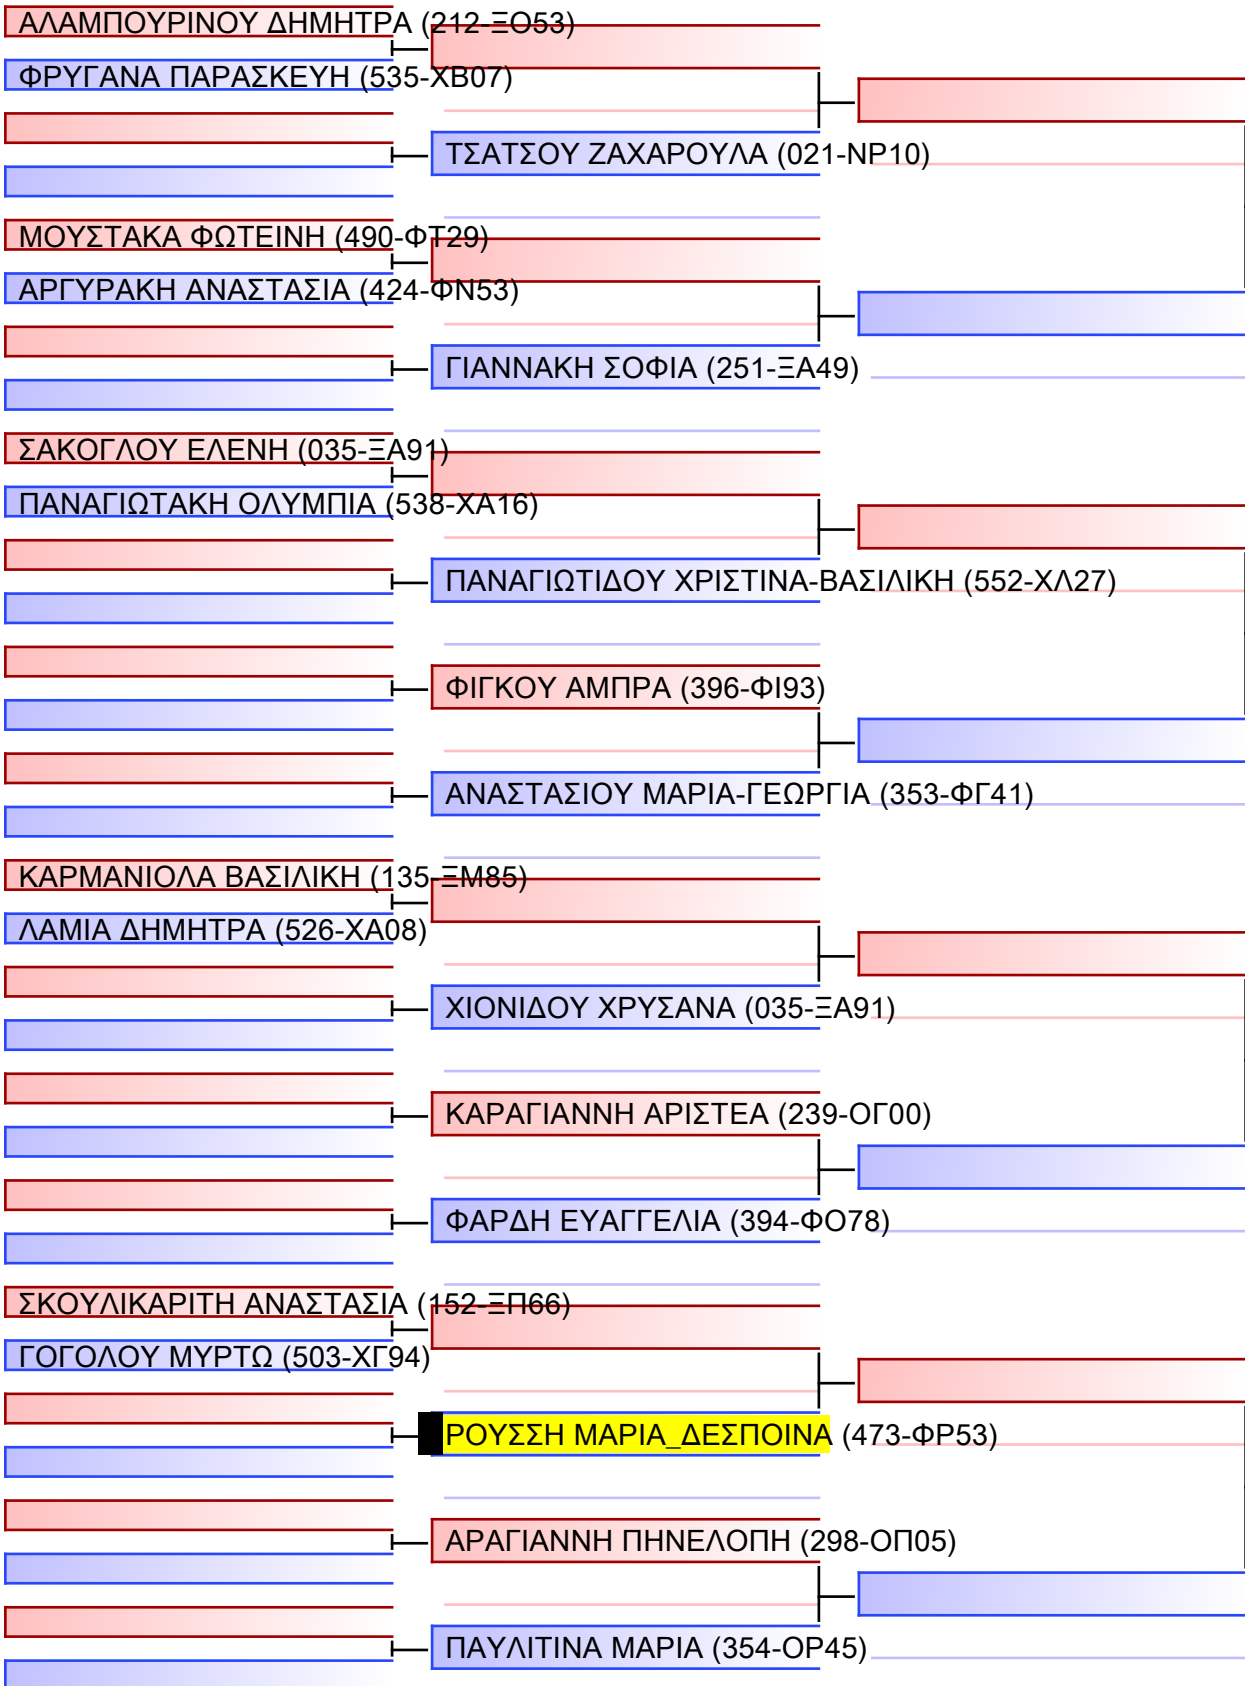 ΑΛΑΜΠΟΥΡΙΝΟΥ ΔΗΜΗΤΡΑ (212-ΞΟ53)
ΦΡΥΓΑΝΑ ΠΑΡΑΣΚΕΥΗ (535-ΧΒ07)
ΤΣΑΤΣΟΥ ΖΑΧΑΡΟΥΛΑ (021-ΝΡ10)
ΜΟΥΣΤΑΚΑ ΦΩΤΕΙΝΗ (490-ΦΤ29)
ΑΡΓΥΡΑΚΗ ΑΝΑΣΤΑΣΙΑ (424-ΦΝ53)
ΓΙΑΝΝΑΚΗ ΣΟΦΙΑ (251-ΞΑ49)
ΣΑΚΟΓΛΟΥ ΕΛΕΝΗ (035-ΞΑ91)
ΠΑΝΑΓΙΩΤΑΚΗ ΟΛΥΜΠΙΑ (538-ΧΑ16)
ΠΑΝΑΓΙΩΤΙΔΟΥ ΧΡΙΣΤΙΝΑ-ΒΑΣΙΛΙΚΗ (552-ΧΛ27)
ΦΙΓΚΟΥ ΑΜΠΡΑ (396-ΦΙ93)
ΑΝΑΣΤΑΣΙΟΥ ΜΑΡΙΑ-ΓΕΩΡΓΙΑ (353-ΦΓ41)
ΚΑΡΜΑΝΙΟΛΑ ΒΑΣΙΛΙΚΗ (135-ΞΜ85)
ΛΑΜΙΑ ΔΗΜΗΤΡΑ (526-ΧΑ08)
ΧΙΟΝΙΔΟΥ ΧΡΥΣΑΝΑ (035-ΞΑ91)
ΚΑΡΑΓΙΑΝΝΗ ΑΡΙΣΤΕΑ (239-ΟΓ00)
ΦΑΡΔΗ ΕΥΑΓΓΕΛΙΑ (394-ΦΟ78)
ΣΚΟΥΛΙΚΑΡΙΤΗ ΑΝΑΣΤΑΣΙΑ (152-ΞΠ66)
ΓΟΓΟΛΟΥ ΜΥΡΤΩ (503-ΧΓ94)
ΡΟΥΣΣΗ ΜΑΡΙΑ_ΔΕΣΠΟΙΝΑ (473-ΦΡ53)
ΑΡΑΓΙΑΝΝΗ ΠΗΝΕΛΟΠΗ (298-ΟΠ05)
ΠΑΥΛΙΤΙΝΑ ΜΑΡΙΑ (354-ΟΡ45)